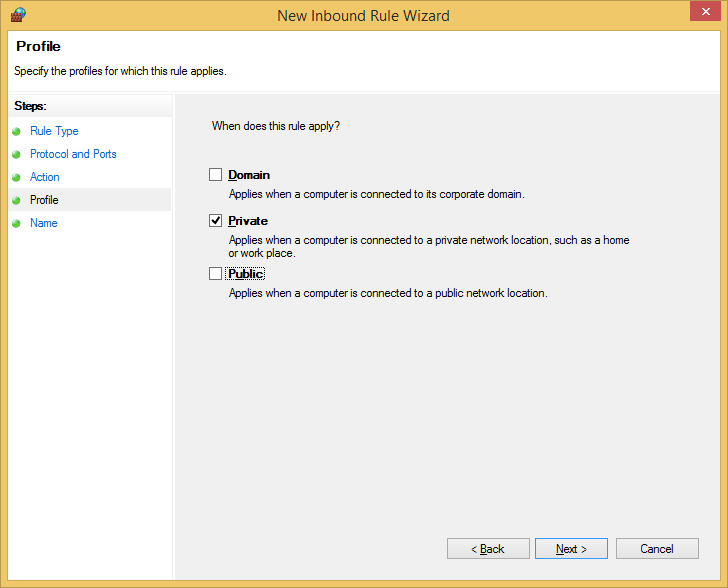 New Inbound Rule Wizard
Profile
Specify the profiles for which this rule applies.
Steps:
Rule Type
Protocol and Ports
Action
Profile
Name
When does this rule apply?
Domain
Applies when a computer is connected to its corporate domain.
Private
Applies when a computer is connected to a private network location, such as a home
or work place.
Public
Applies when a computer is connected to a public network location.
< Back
Next >
Cancel